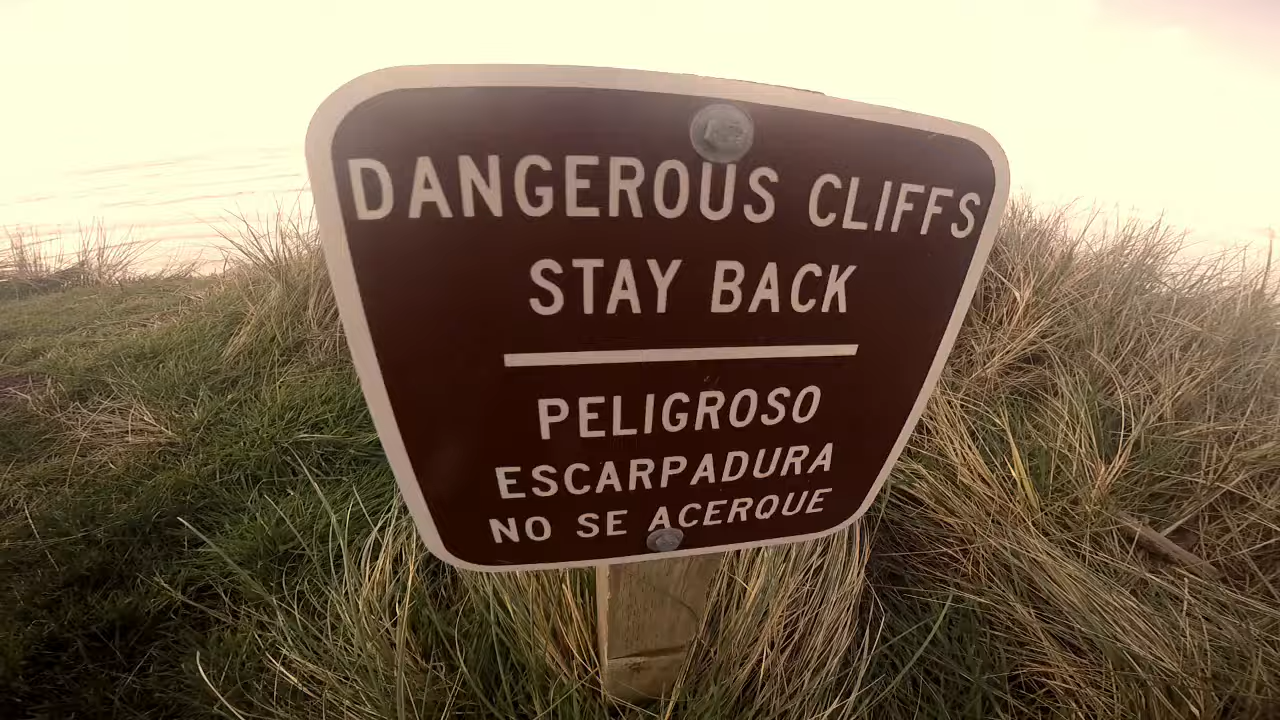 DANGEROUS CLIFFS
STAY BACK
PELIGROSO
ESCARPADURA
NO SE ACERQUE